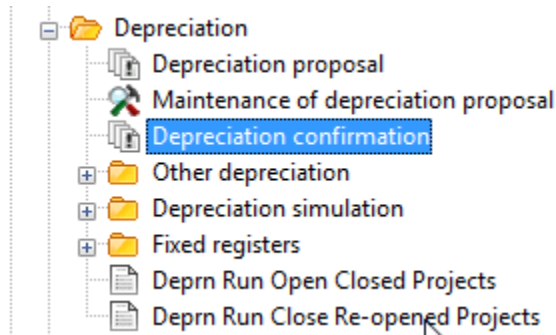 Depreciation
Depreciation proposal
Maintenance of depreciation proposal
Depreciation confirmation
Other depreciation
Depreciation simulation
Fixed registers
Deprn Run Open Closed Projects
Deprn Run Close Re-opened Projects